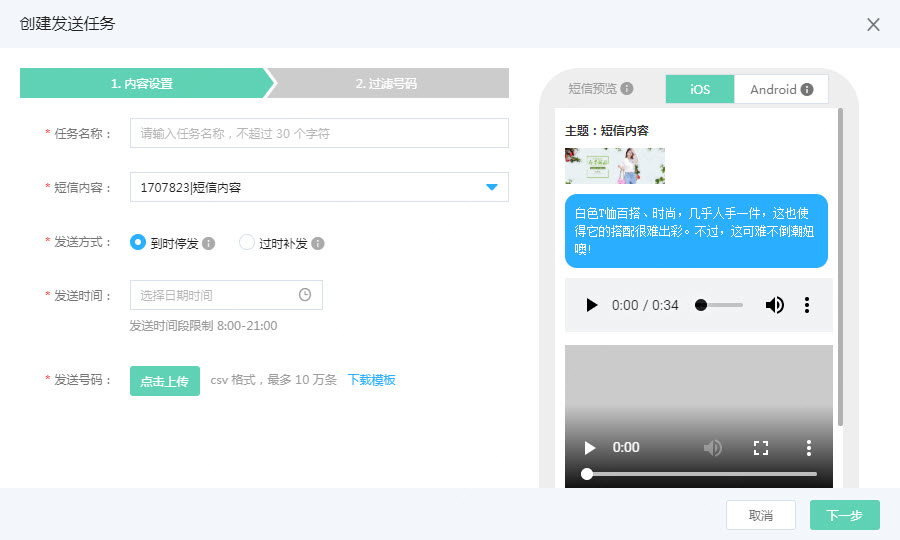 创建发送任务
1. 内容设置
2. 过滤号码
* 任务名称：
请输入任务名称，不超过 30 个字符
* 短信内容：
1707823|短信内容
* 发送方式：
到时停发
过时补发
* 发送时间：
选择日期时间
发送时间段限制 8:00-21:00
* 发送号码：
点击上传
csv 格式，最多 10 万条
下载模板
短信预览
iOS
Android
主题：短信内容
白色T恤百搭、时尚，几乎人手一件，这也使
得它的搭配很难出彩。不过，这可难不倒潮妞
噢！
0:00 / 0:34
0:00
取消
下一步